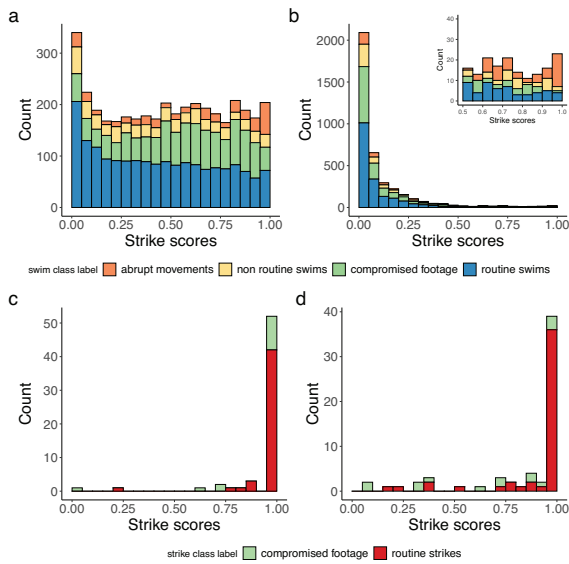 a
300
200
100
0
Count
0.00 0.25 0.50 0.75 1.00
Strike scores
b
2000
1500
1000
500
0
Count
0.00 0.25 0.50 0.75 1.00
Strike scores
40
30
20
10
0
Count
0.5 0.6 0.7 0.8 0.9 1.0
Strike scores
swim class label abrupt movements non routine swims compromised footage routine swims
c
50
40
30
20
10
0
Count
0.00 0.25 0.50 0.75 1.00
Strike scores
d
40
30
20
10
0
Count
0.00 0.25 0.50 0.75 1.00
Strike scores
strike class label compromised footage routine strikes